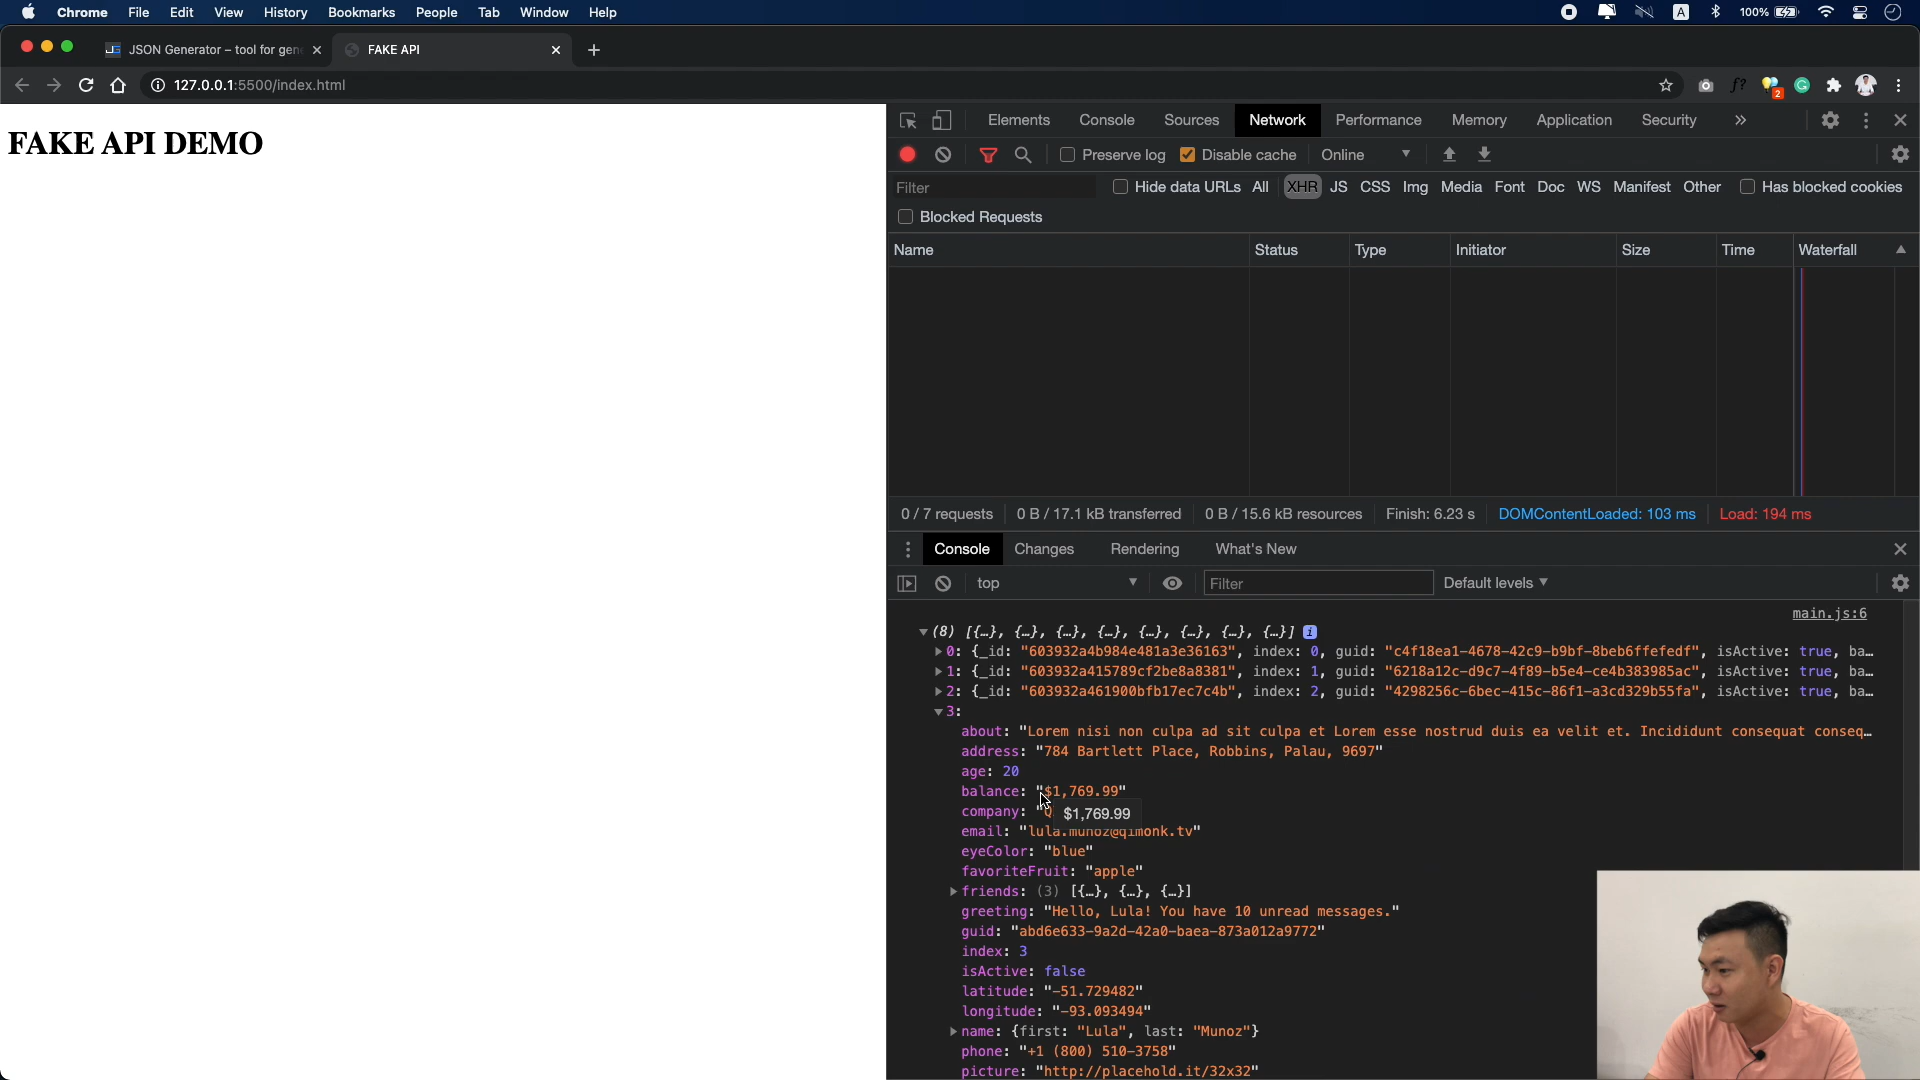 Chrome File Edit View History Bookmarks People Tab Window Help A 100%
JSON Generator – tool for gen FAKE API
127.0.0.1:5500/index.html f? 2
FAKE API DEMO
Elements Console Sources Network Performance Memory Application Security »
Preserve log Disable cache Online
Filter Hide data URLs All XHR JS CSS Img Media Font Doc WS Manifest Other Has blocked cookies
Blocked Requests
Name Status Type Initiator Size Time Waterfall
0 / 7 requests 0 B / 17.1 kB transferred 0 B / 15.6 kB resources Finish: 6.23 s DOMContentLoaded: 103 ms Load: 194 ms
Console Changes Rendering What's New
top Filter Default levels
main.js:6
(8) [{…}, {…}, {…}, {…}, {…}, {…}, {…}, {…}] i
0: {_id: "603932a4b984e481a3e36163", index: 0, guid: "c4f18ea1-4678-42c9-b9bf-8beb6ffefedf", isActive: true, ba…
1: {_id: "603932a415789cf2be8a8381", index: 1, guid: "6218a12c-d9c7-4f89-b5e4-ce4b383985ac", isActive: true, ba…
2: {_id: "603932a461900bfb17ec7c4b", index: 2, guid: "4298256c-6bec-415c-86f1-a3cd329b55fa", isActive: true, ba…
3:
about: "Lorem nisi non culpa ad sit culpa et Lorem esse nostrud duis ea velit et. Incididunt consequat conseq…
address: "784 Bartlett Place, Robbins, Palau, 9697"
age: 20
balance: "$1,769.99"
company: "Q
$1,769.99
email: "lula.munoz@qimonk.tv"
eyeColor: "blue"
favoriteFruit: "apple"
friends: (3) [{…}, {…}, {…}]
greeting: "Hello, Lula! You have 10 unread messages."
guid: "abd6e633-9a2d-42a0-baea-873a012a9772"
index: 3
isActive: false
latitude: "-51.729482"
longitude: "-93.093494"
name: {first: "Lula", last: "Munoz"}
phone: "+1 (800) 510-3758"
picture: "http://placehold.it/32x32"